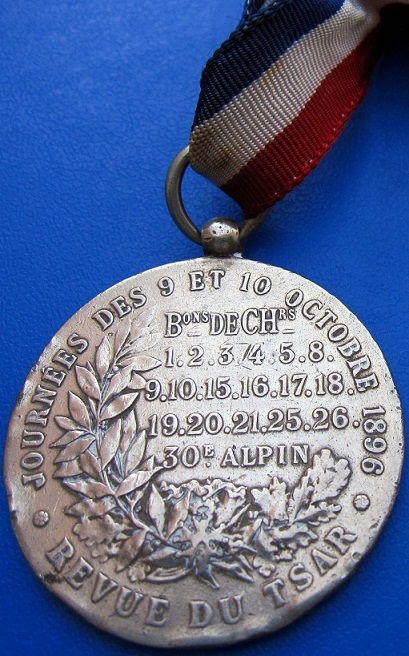 JOURNÉES DES 9 ET 10 OCTOBRE 1896
BONS DE CHRS
1.2.3.4.5.8.
9.10.15.16.17.18.
19.20.21.25.26.
30E ALPIN
REVUE DU TSAR